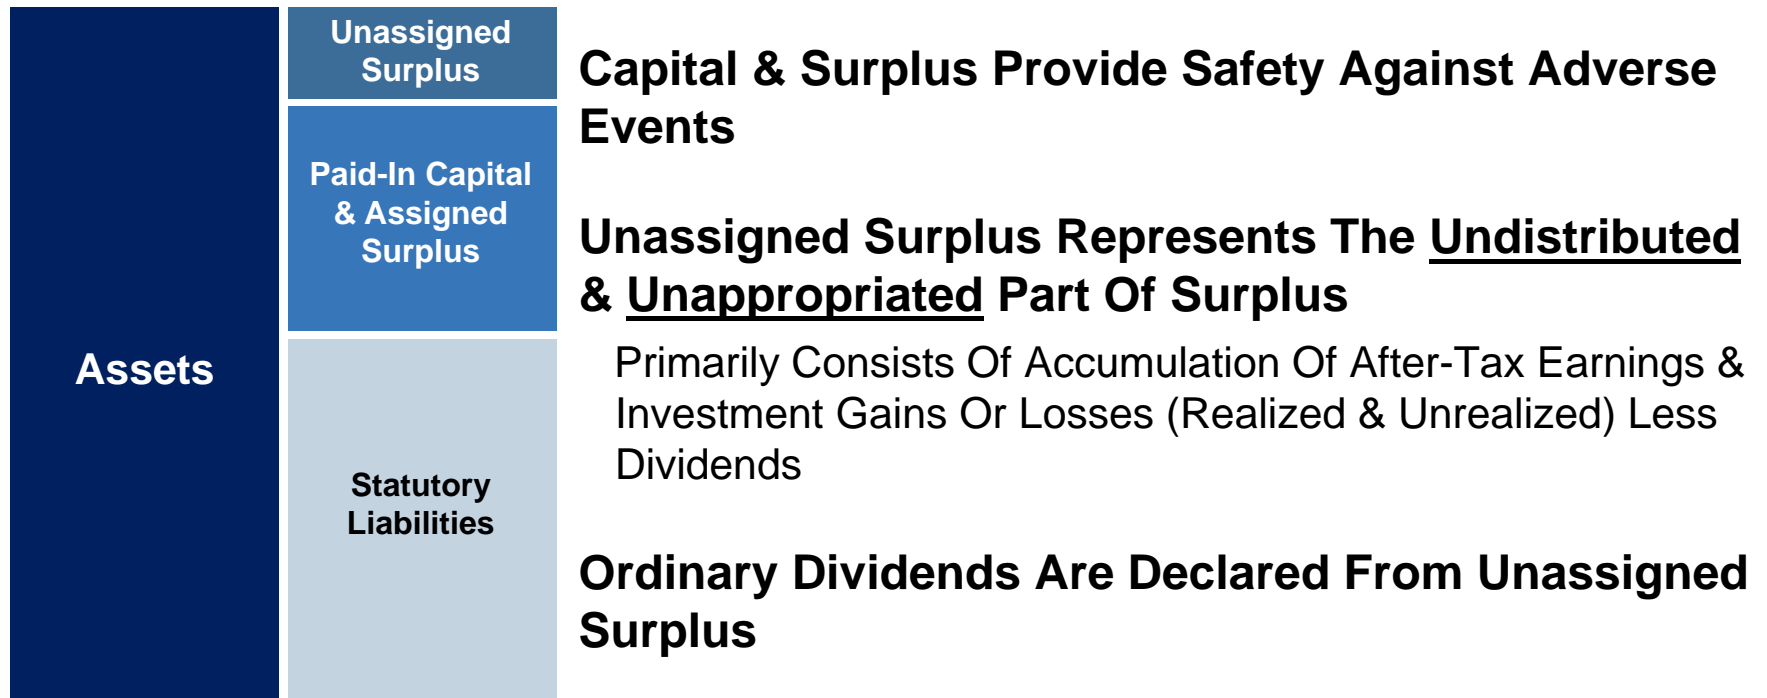 Assets
Unassigned
Surplus
Paid-In Capital
& Assigned
Surplus
Statutory
Liabilities
Capital & Surplus Provide Safety Against Adverse
Events
Unassigned Surplus Represents The Undistributed
& Unappropriated Part Of Surplus
Primarily Consists Of Accumulation Of After-Tax Earnings &
Investment Gains Or Losses (Realized & Unrealized) Less
Dividends
Ordinary Dividends Are Declared From Unassigned
Surplus